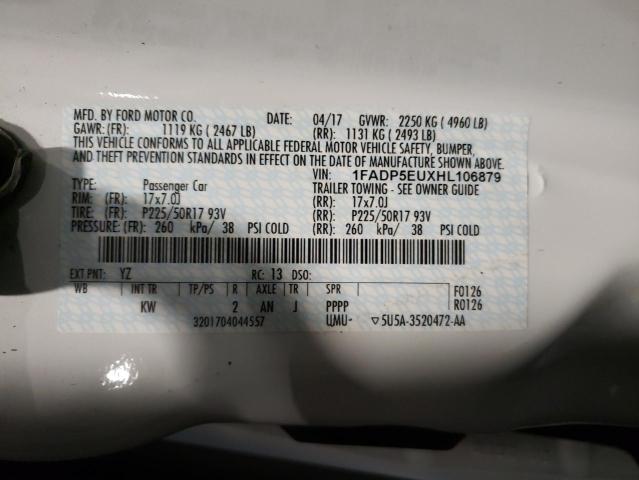 MFD. BY FORD MOTOR CO. DATE: 04/17 GVWR: 2250 KG ( 4960 LB)
GAWR: (FR): 1119 KG ( 2467 LB) (RR): 1131 KG ( 2493 LB)
THIS VEHICLE CONFORMS TO ALL APPLICABLE FEDERAL MOTOR VEHICLE SAFETY, BUMPER,
AND THEFT PREVENTION STANDARDS IN EFFECT ON THE DATE OF MANUFACTURE SHOWN ABOVE.
VIN: 1FADP5EUXHL106879
TYPE: Passenger Car TRAILER TOWING - SEE OWNER GUIDE
RIM: (FR): 17x7.0J (RR): 17x7.0J
TIRE: (FR): P225/50R17 93V (RR): P225/50R17 93V
PRESSURE: (FR): 260 kPa/ 38 PSI COLD (RR): 260 kPa/ 38 PSI COLD
EXT PNT: YZ RC: 13 DSO:
WB INT TR TP/PS R AXLE TR SPR F0126
KW 2 AN J PPPP R0126
3201704044557 UMU- ▽5U5A-3520472-AA